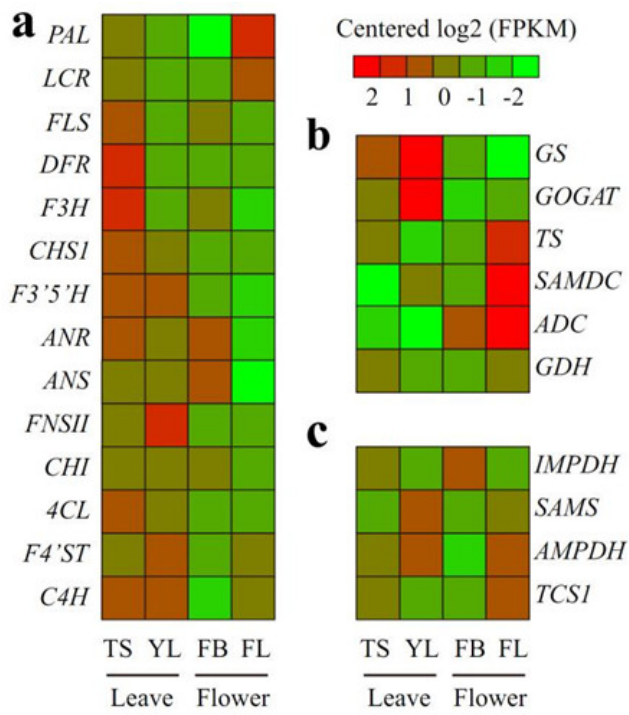 a
PAL
LCR
FLS
DFR
F3H
CHS1
F3'5'H
ANR
ANS
FNSII
CHI
4CL
F4'ST
C4H
TS YL FB FL
Leave Flower
Centered log2 (FPKM)
2 1 0 -1 -2
b
GS
GOGAT
TS
SAMDC
ADC
GDH
c
IMPDH
SAMS
AMPDH
TCS1
TS YL FB FL
Leave Flower